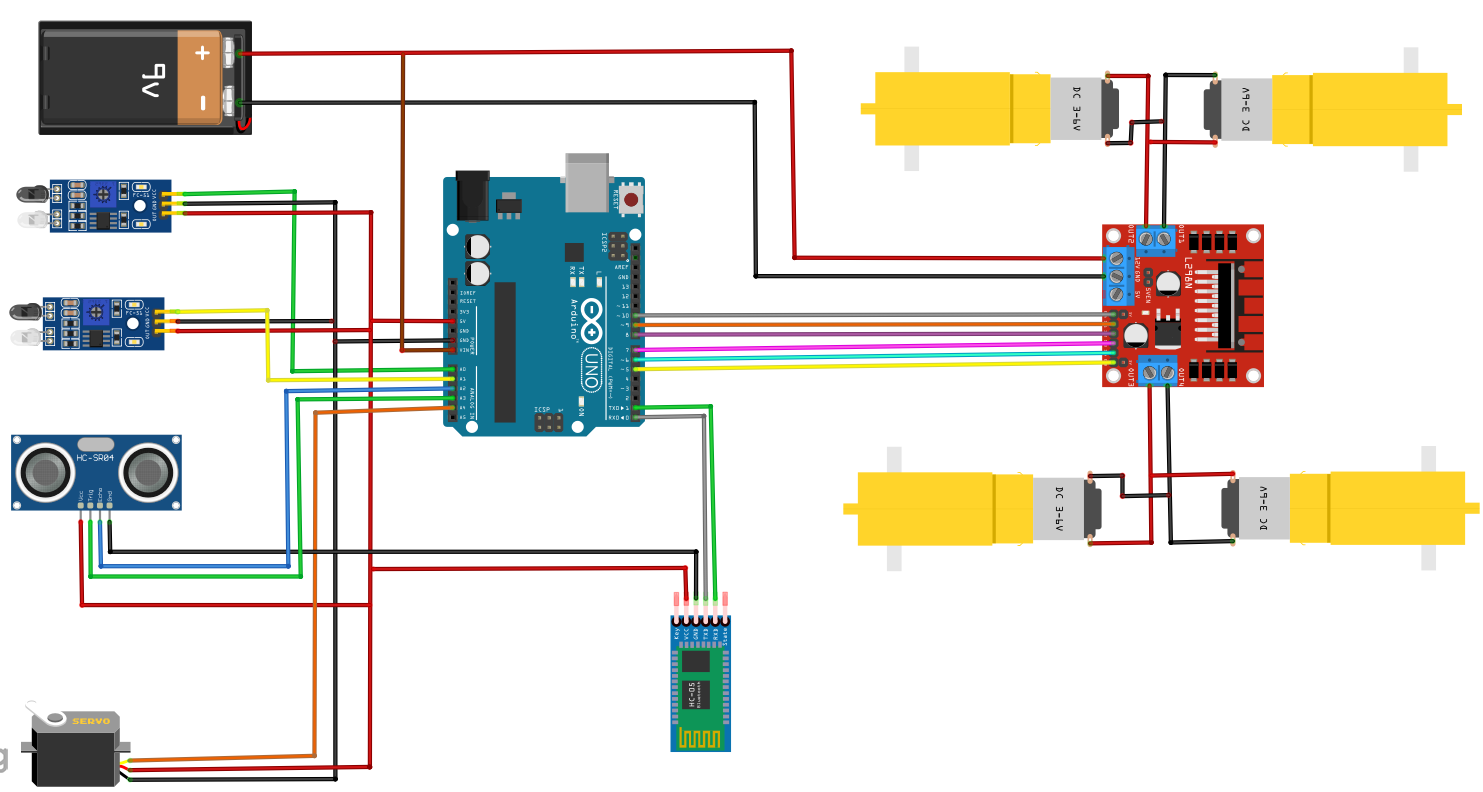 +
9V
-
FC-51
VCC
GND
OUT
FC-51
VCC
GND
OUT
HC-SR04
Vcc
Trig
Echo
Gnd
SERVO
g
RESET
ICSP2
AREF
GND
13
12
~11
~10
~9
8
7
~6
~5
4
~3
2
TXD▸1
RXD◂0
DIGITAL (PWM~)
TX
RX
L
Arduino™
UNO
ON
ICSP
IOREF
RESET
3V3
5V
GND
GND
VIN
POWER
A0
A1
A2
A3
A4
A5
ANALOG IN
Key
VCC
GND
TXD
RXD
State
HC-05
Bluetooth
DC 3-6V
DC 3-6V
OUT2
OUT1
12V
GND
5V
5VEN
L298N
OUT3
OUT4
DC 3-6V
DC 3-6V